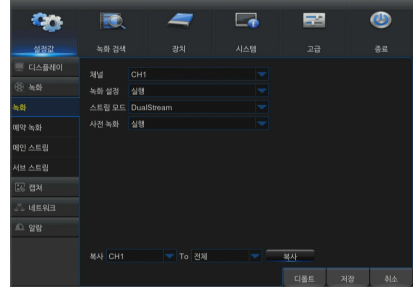 설정값 녹화 검색 장치 시스템 고급 종료
디스플레이
녹화
녹화
예약 녹화
메인 스트림
서브 스트림
캡쳐
네트워크
알람
채널 CH1
녹화 설정 실행
스트림 모드 DualStream
사전 녹화 실행
복사 CH1 To 전체 복사
디폴트 저장 취소